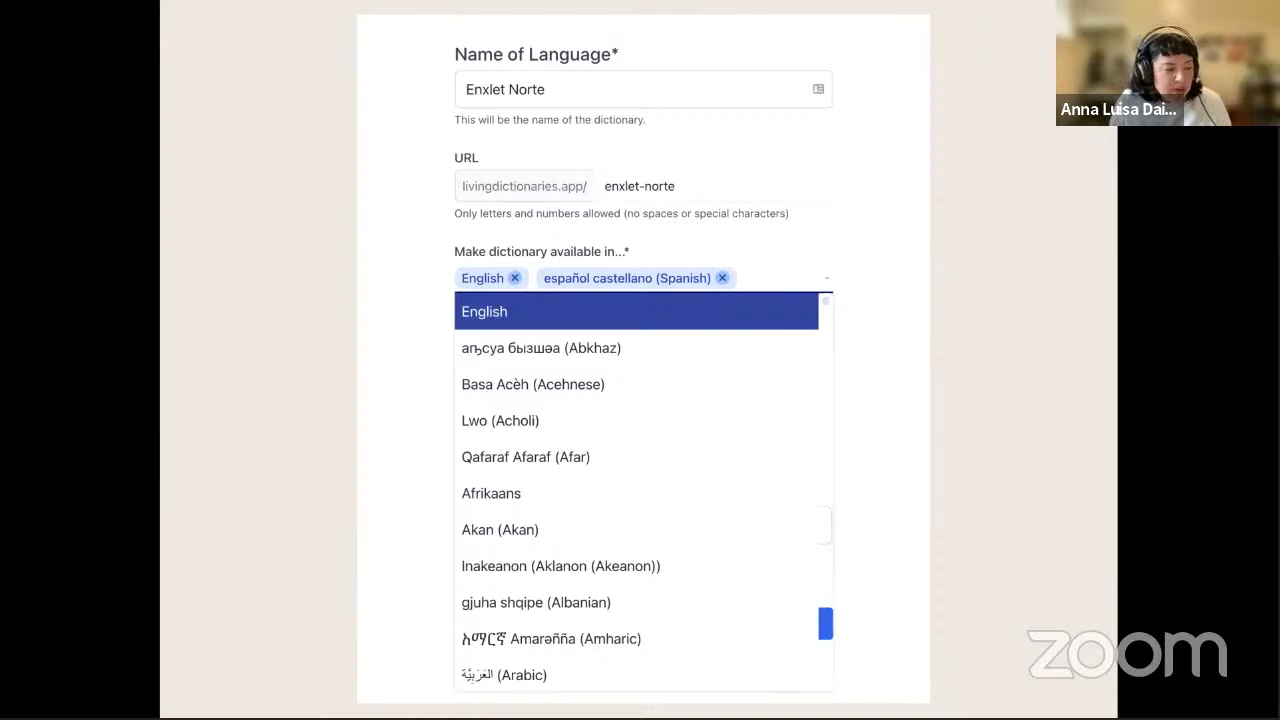 Name of Language*
Enxlet Norte
This will be the name of the dictionary.
URL
livingdictionaries.app/ enxlet-norte
Only letters and numbers allowed (no spaces or special characters)
Make dictionary available in...*
English español castellano (Spanish)
English
аҧсуа бызшәа (Abkhaz)
Basa Acèh (Acehnese)
Lwo (Acholi)
Qafaraf Afaraf (Afar)
Afrikaans
Akan (Akan)
Inakeanon (Aklanon (Akeanon))
gjuha shqipe (Albanian)
አማርኛ Amarəñña (Amharic)
العَرَبِيَّة (Arabic)
Anna Luisa Dai...
zoom